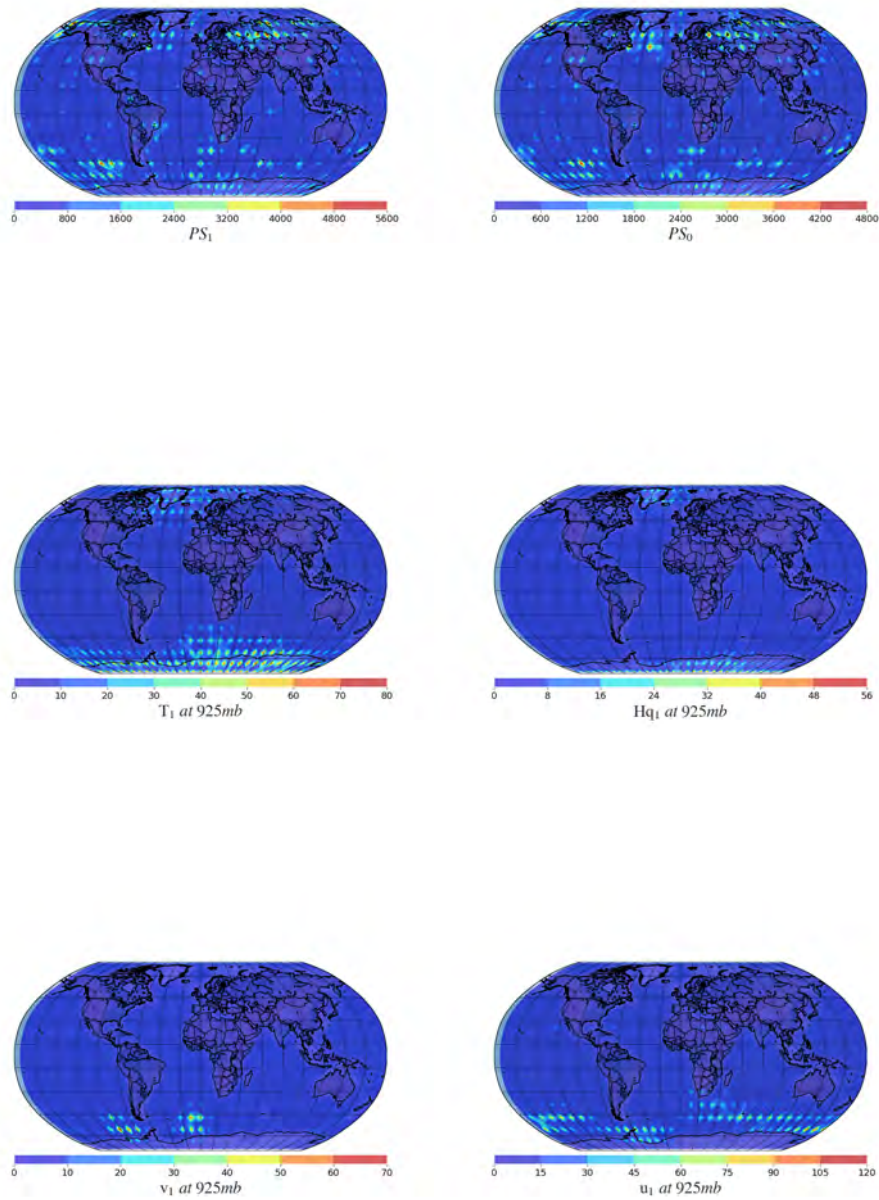 0 800 1600 2400 3200 4000 4800 5600
PS₁
0 600 1200 1800 2400 3000 3600 4200 4800
PS₀
0 10 20 30 40 50 60 70 80
T₁ at 925mb
0 8 16 24 32 40 48 56
Hq₁ at 925mb
0 10 20 30 40 50 60 70
v₁ at 925mb
0 15 30 45 60 75 90 105 120
u₁ at 925mb